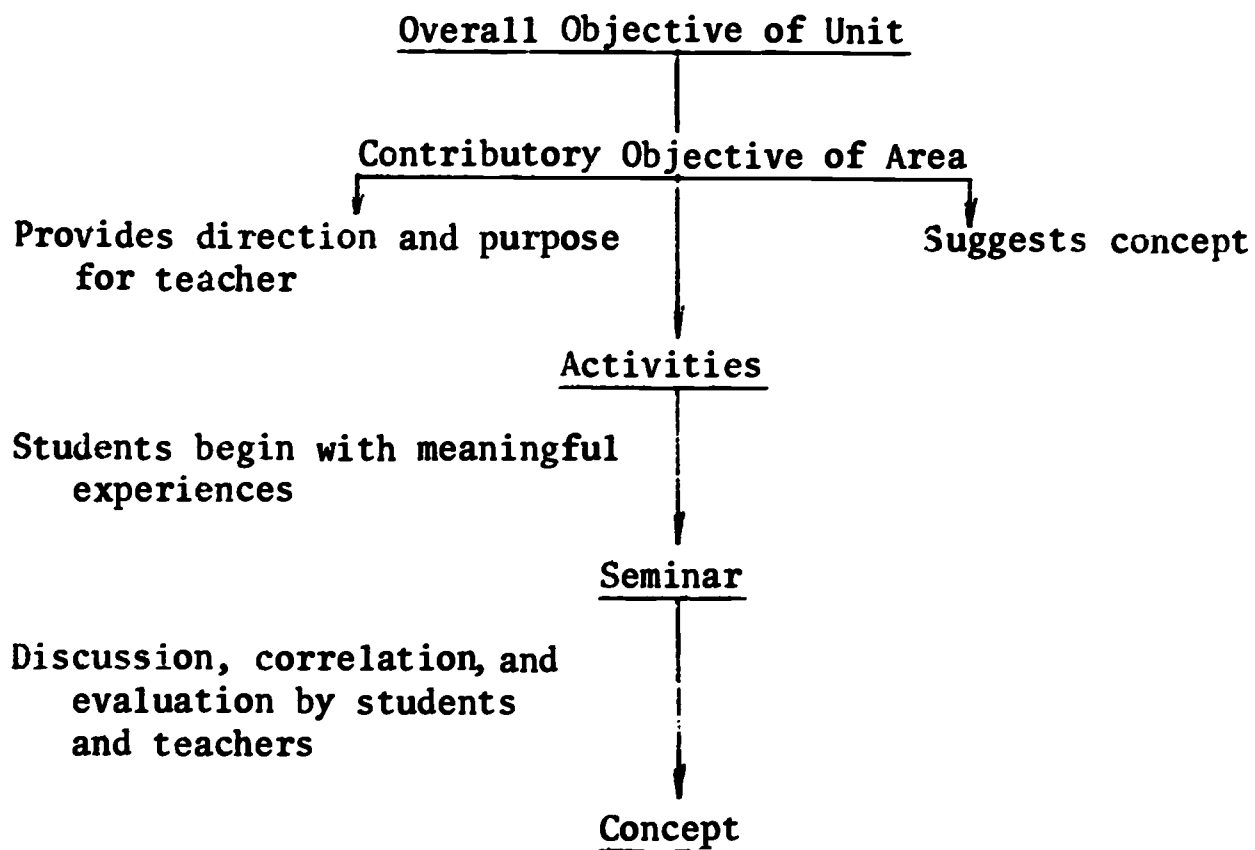 Overall Objective of Unit
Contributory Objective of Area
Provides direction and purpose
for teacher
Suggests concept
Activities
Students begin with meaningful
experiences
Seminar
Discussion, correlation, and
evaluation by students
and teachers
Concept